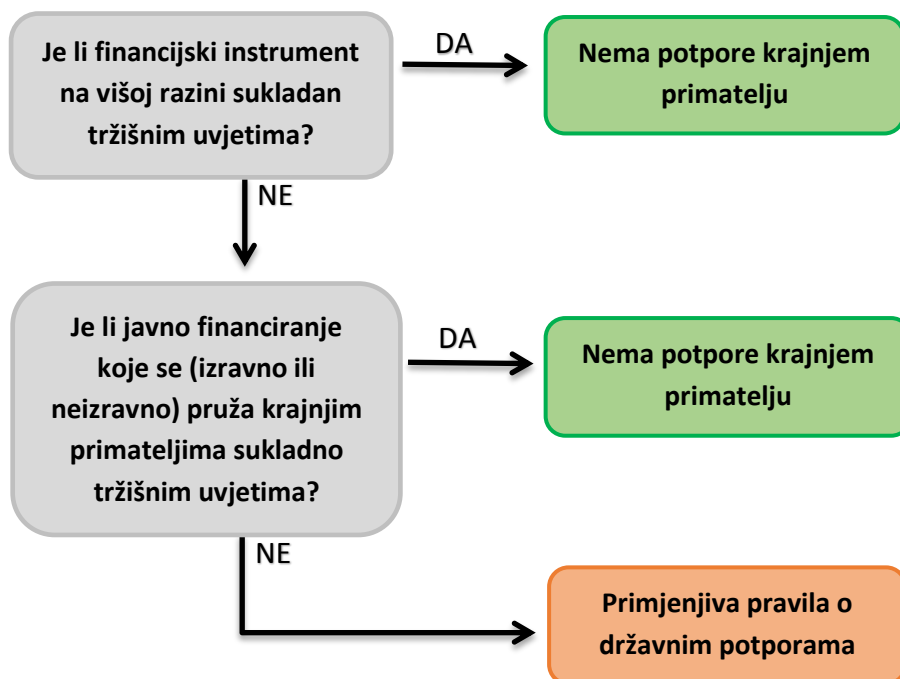 Je li financijski instrument
na višoj razini sukladan
tržišnim uvjetima?
DA
Nema potpore krajnjem
primatelju
NE
Je li javno financiranje
koje se (izravno ili
neizravno) pruža krajnjim
primateljima sukladno
tržišnim uvjetima?
DA
Nema potpore krajnjem
primatelju
NE
Primjenjiva pravila o
državnim potporama